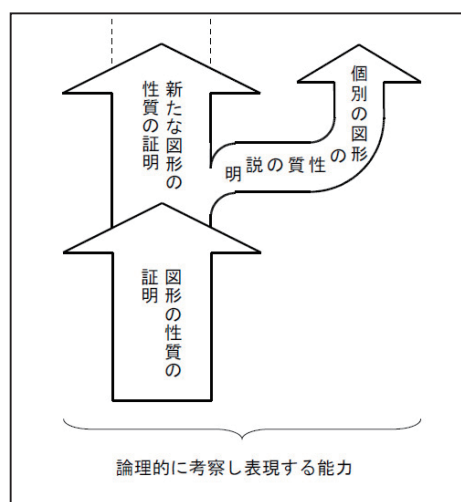 新たな図形の
性質の証明
個別の図形の性質の説明
図形の性質の
証明
論理的に考察し表現する能力